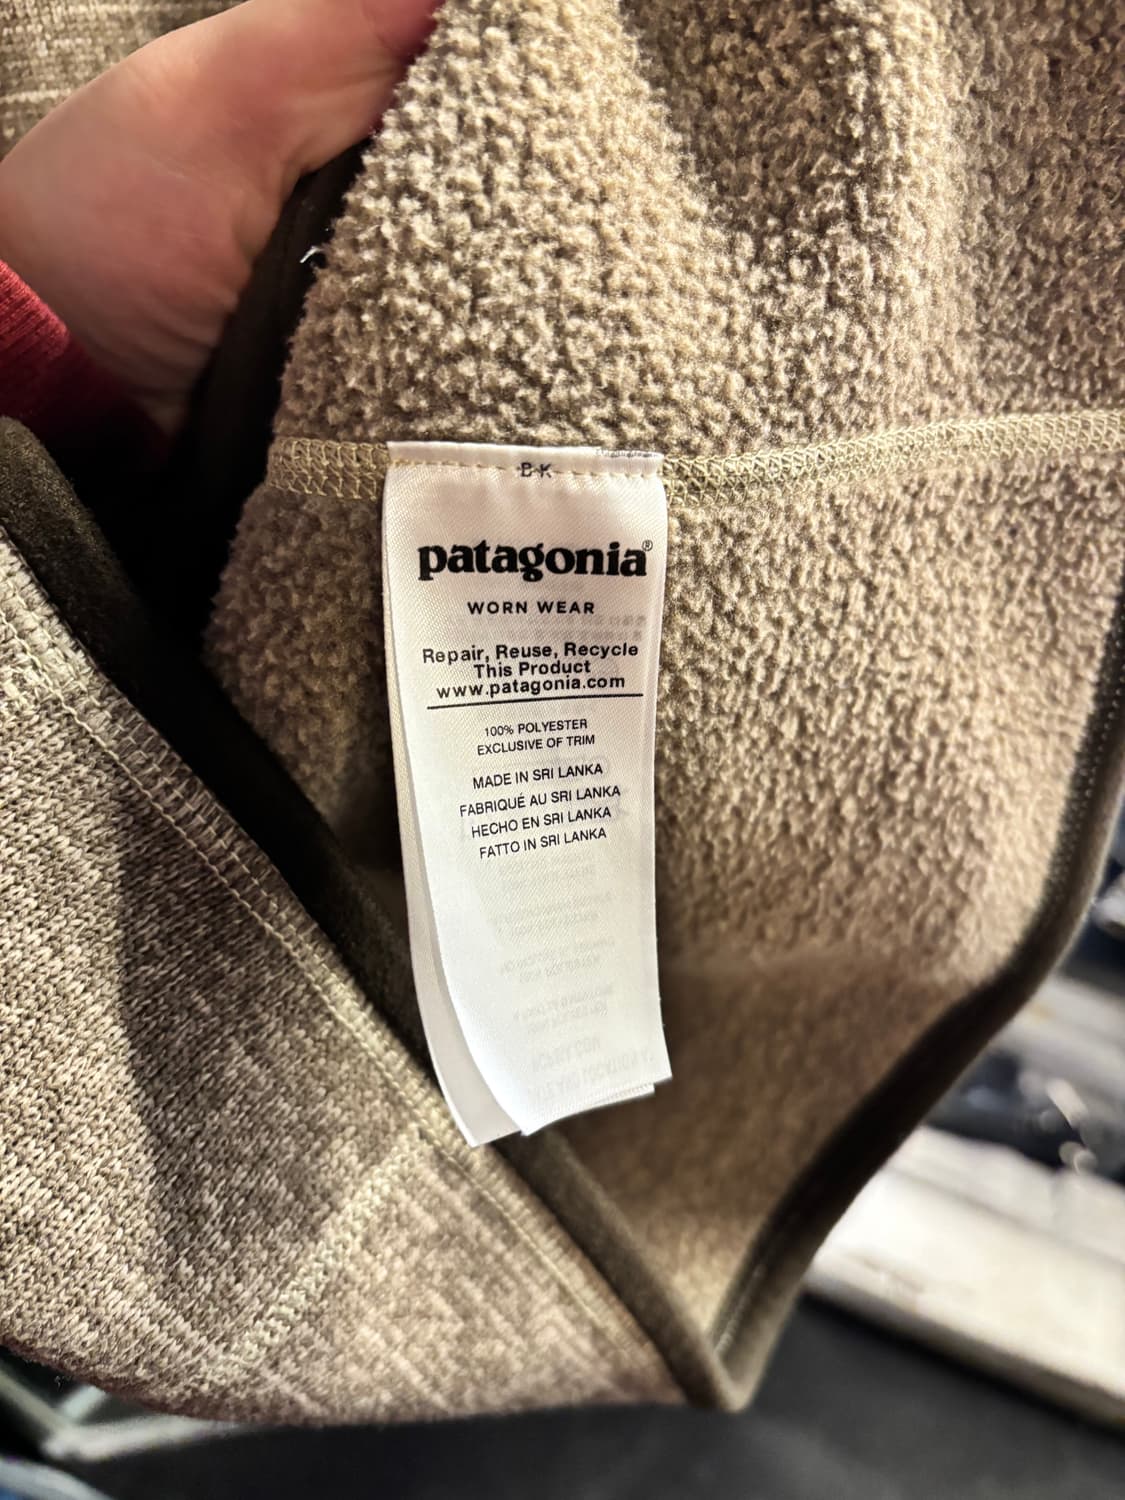 BK
patagonia®
WORN WEAR
Repair, Reuse, Recycle
This Product
www.patagonia.com
100% POLYESTER
EXCLUSIVE OF TRIM
MADE IN SRI LANKA
FABRIQUÉ AU SRI LANKA
HECHO EN SRI LANKA
FATTO IN SRI LANKA